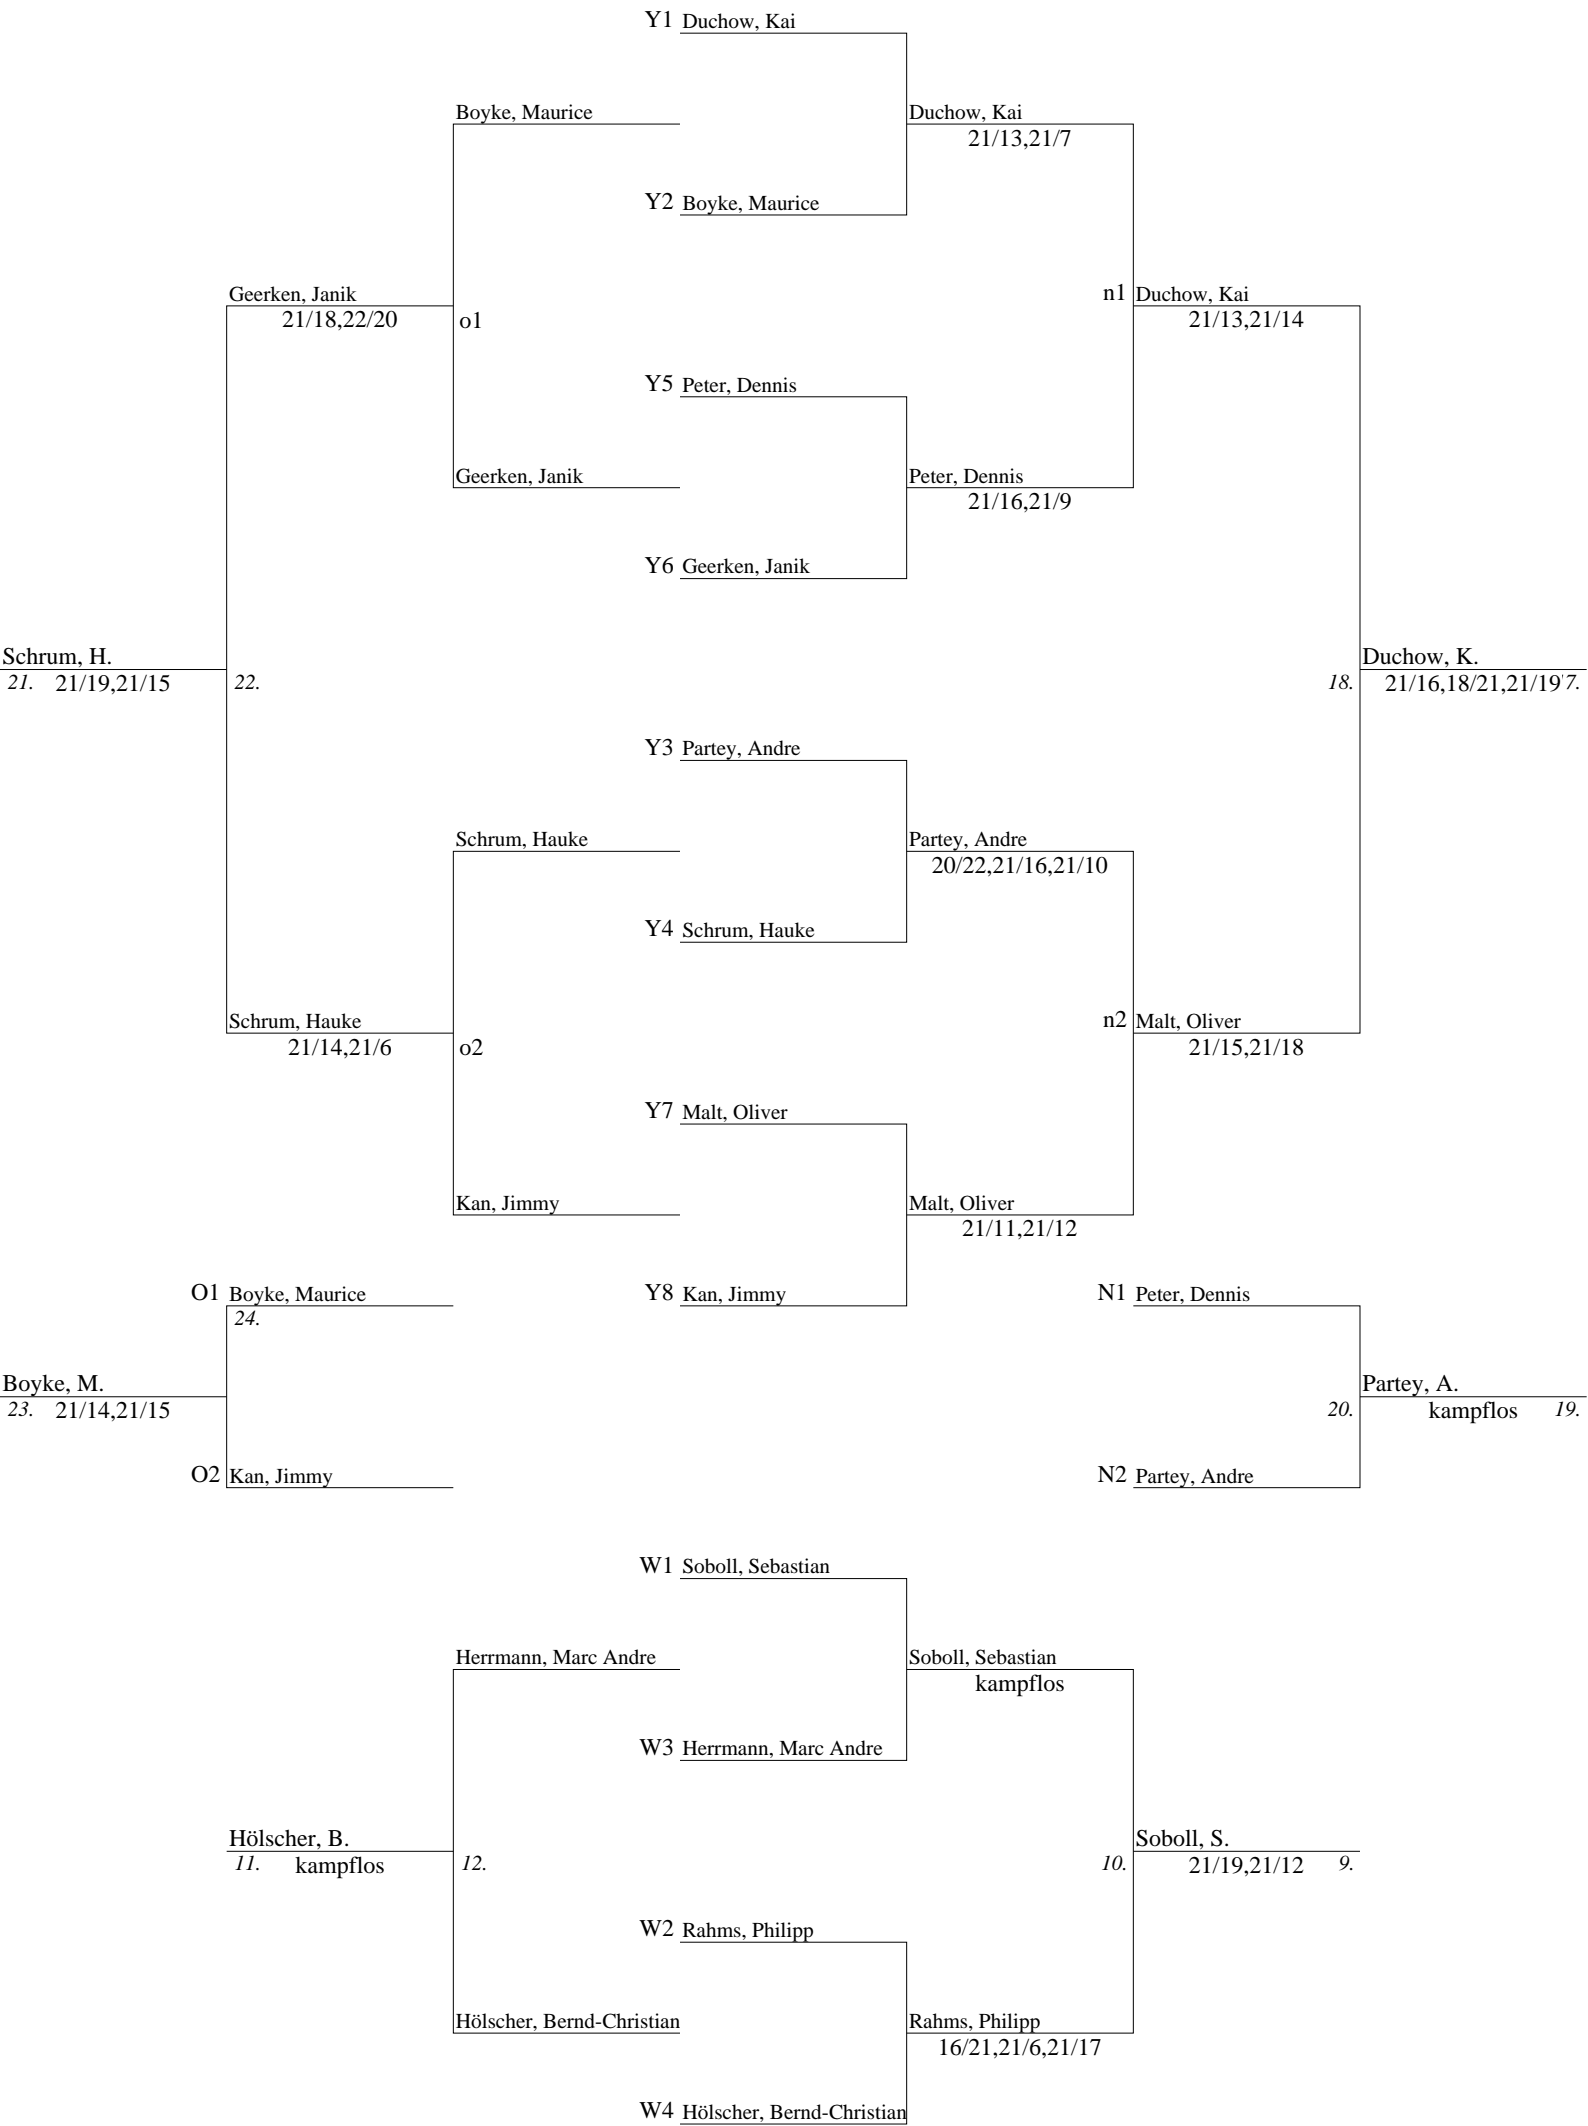 Y1 Duchow, Kai
Boyke, Maurice
Duchow, Kai
21/13,21/7
Y2 Boyke, Maurice
Geerken, Janik
21/18,22/20
o1
n1 Duchow, Kai
21/13,21/14
Y5 Peter, Dennis
Geerken, Janik
Peter, Dennis
21/16,21/9
Y6 Geerken, Janik
Schrum, H.
21. 21/19,21/15
22.
18.
Duchow, K.
21/16,18/21,21/19
7.
Y3 Partey, Andre
Schrum, Hauke
Partey, Andre
20/22,21/16,21/10
Y4 Schrum, Hauke
Schrum, Hauke
21/14,21/6
o2
n2 Malt, Oliver
21/15,21/18
Y7 Malt, Oliver
Kan, Jimmy
Malt, Oliver
21/11,21/12
O1 Boyke, Maurice
24.
Y8 Kan, Jimmy
N1 Peter, Dennis
Boyke, M.
23. 21/14,21/15
20.
Partey, A.
kampflos 19.
O2 Kan, Jimmy
N2 Partey, Andre
W1 Soboll, Sebastian
Herrmann, Marc Andre
Soboll, Sebastian
kampflos
W3 Herrmann, Marc Andre
Hölscher, B.
11. kampflos
12.
10.
Soboll, S.
21/19,21/12 9.
W2 Rahms, Philipp
Hölscher, Bernd-Christian
Rahms, Philipp
16/21,21/6,21/17
W4 Hölscher, Bernd-Christian